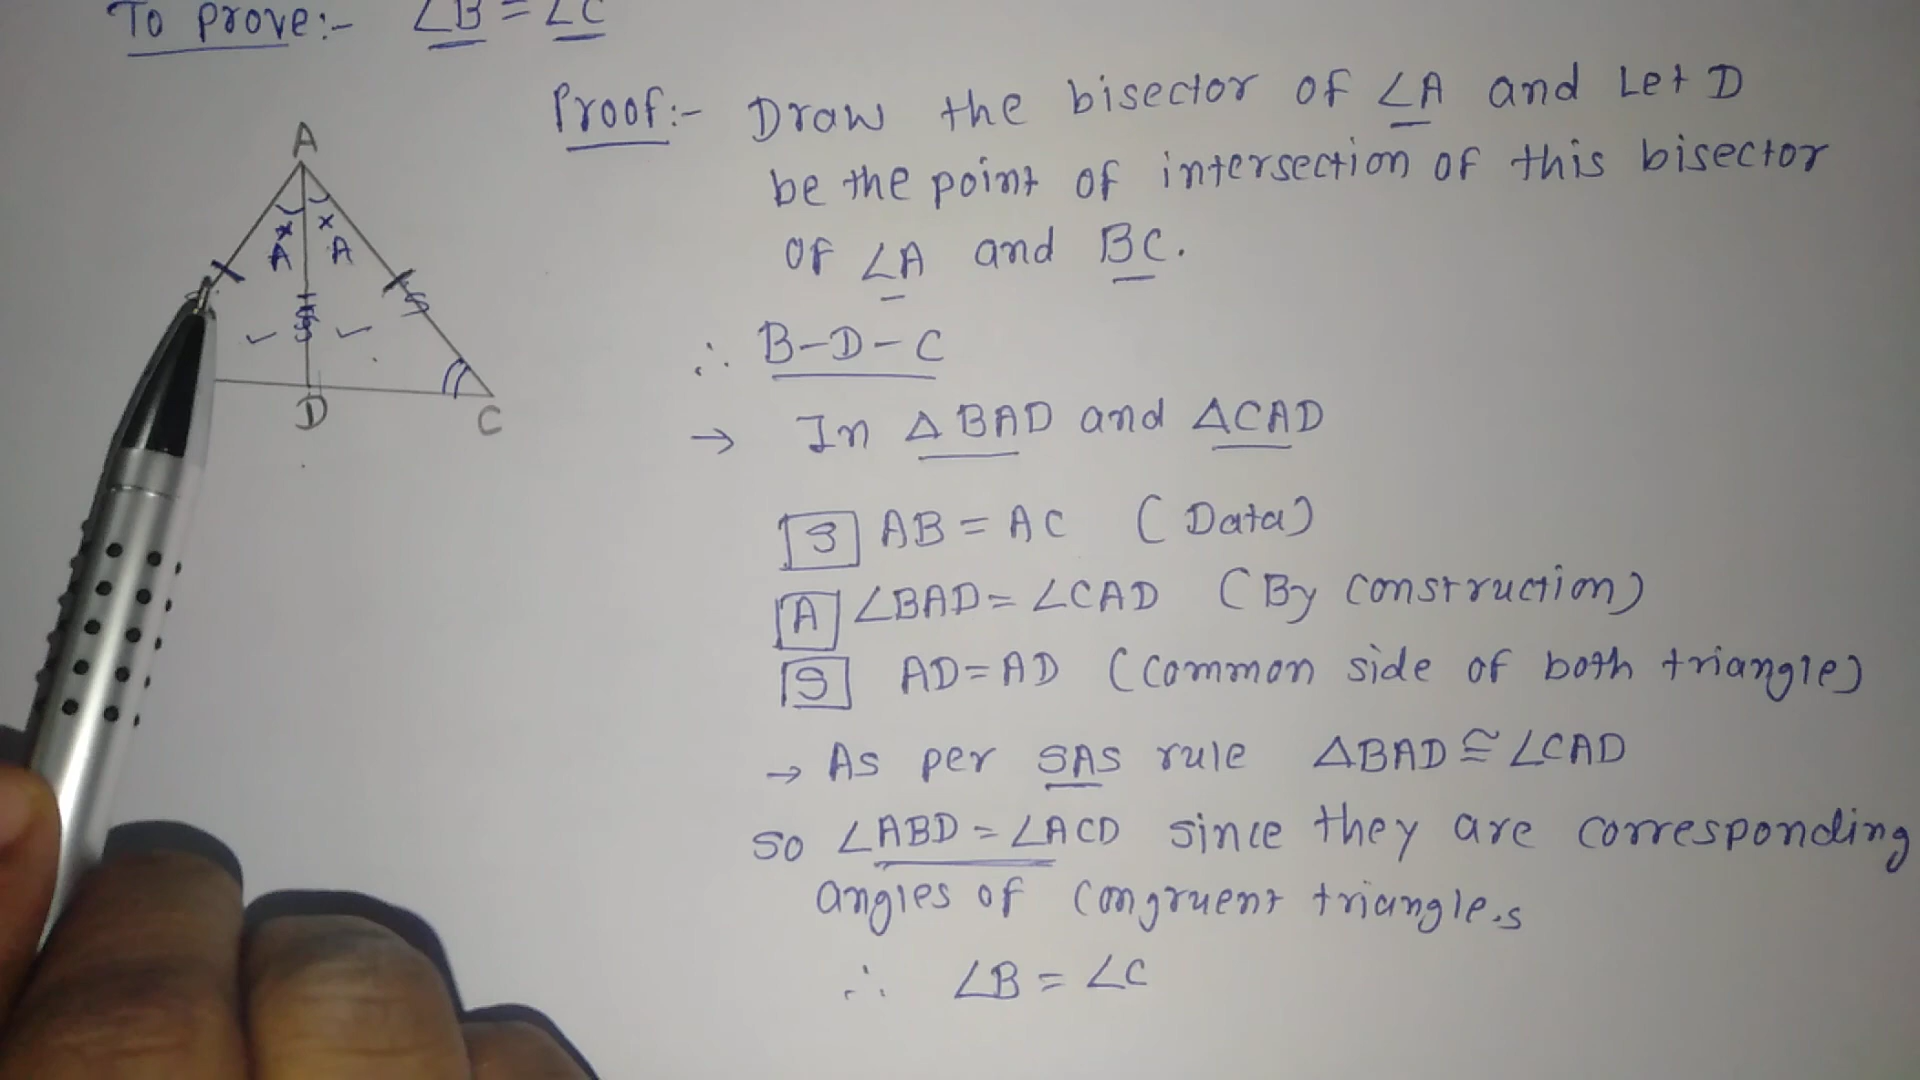 To prove:- ∠B = ∠C
Proof:- Draw the bisector of ∠A and Let D
be the point of intersection of this bisector
of ∠A and BC.
∴ B-D-C
→ In △BAD and △CAD
S AB = AC (Data)
A ∠BAD = ∠CAD (By construction)
S AD = AD (common side of both triangle)
→ As per SAS rule △BAD ≅ ∠CAD
so ∠ABD = ∠ACD since they are corresponding
angles of congruent triangles
∴ ∠B = ∠C
A
A A
S S
D C